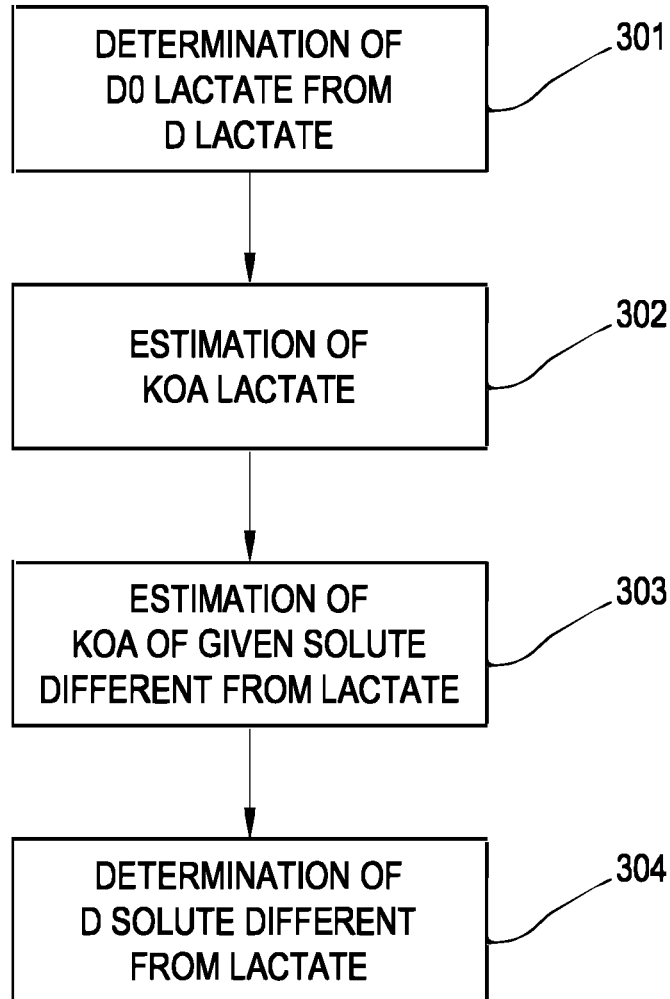 DETERMINATION OF
D0 LACTATE FROM
D LACTATE
301
ESTIMATION OF
KOA LACTATE
302
ESTIMATION OF
KOA OF GIVEN SOLUTE
DIFFERENT FROM LACTATE
303
DETERMINATION OF
D SOLUTE DIFFERENT
FROM LACTATE
304